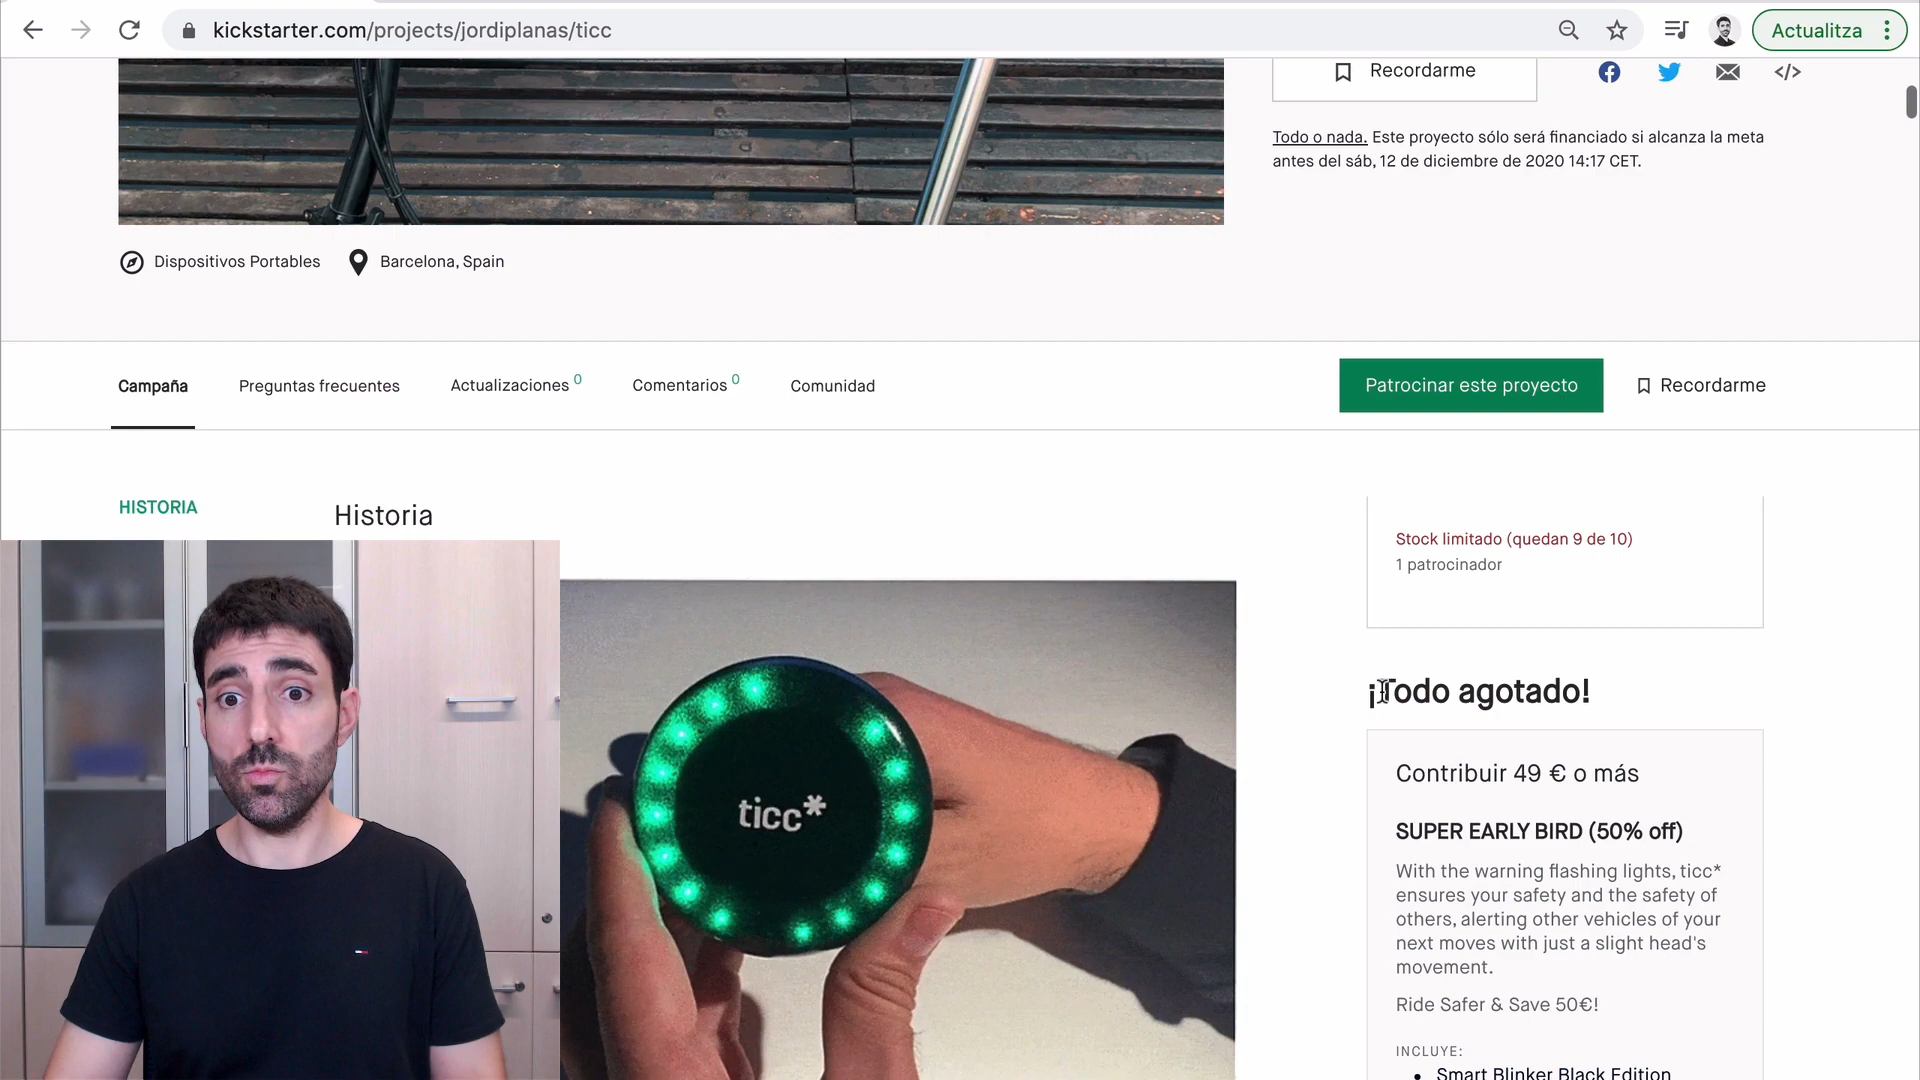 kickstarter.com/projects/jordiplanas/ticc
Actualitza
Recordarme
</>
Todo o nada. Este proyecto sólo será financiado si alcanza la meta
antes del sáb, 12 de diciembre de 2020 14:17 CET.
Dispositivos Portables
Barcelona, Spain
Campaña
Preguntas frecuentes
Actualizaciones 0
Comentarios 0
Comunidad
Patrocinar este proyecto
Recordarme
HISTORIA
Historia
ticc*
Stock limitado (quedan 9 de 10)
1 patrocinador
¡Todo agotado!
Contribuir 49 € o más
SUPER EARLY BIRD (50% off)
With the warning flashing lights, ticc*
ensures your safety and the safety of
others, alerting other vehicles of your
next moves with just a slight head's
movement.
Ride Safer & Save 50€!
INCLUYE:
• Smart Blinker Black Edition